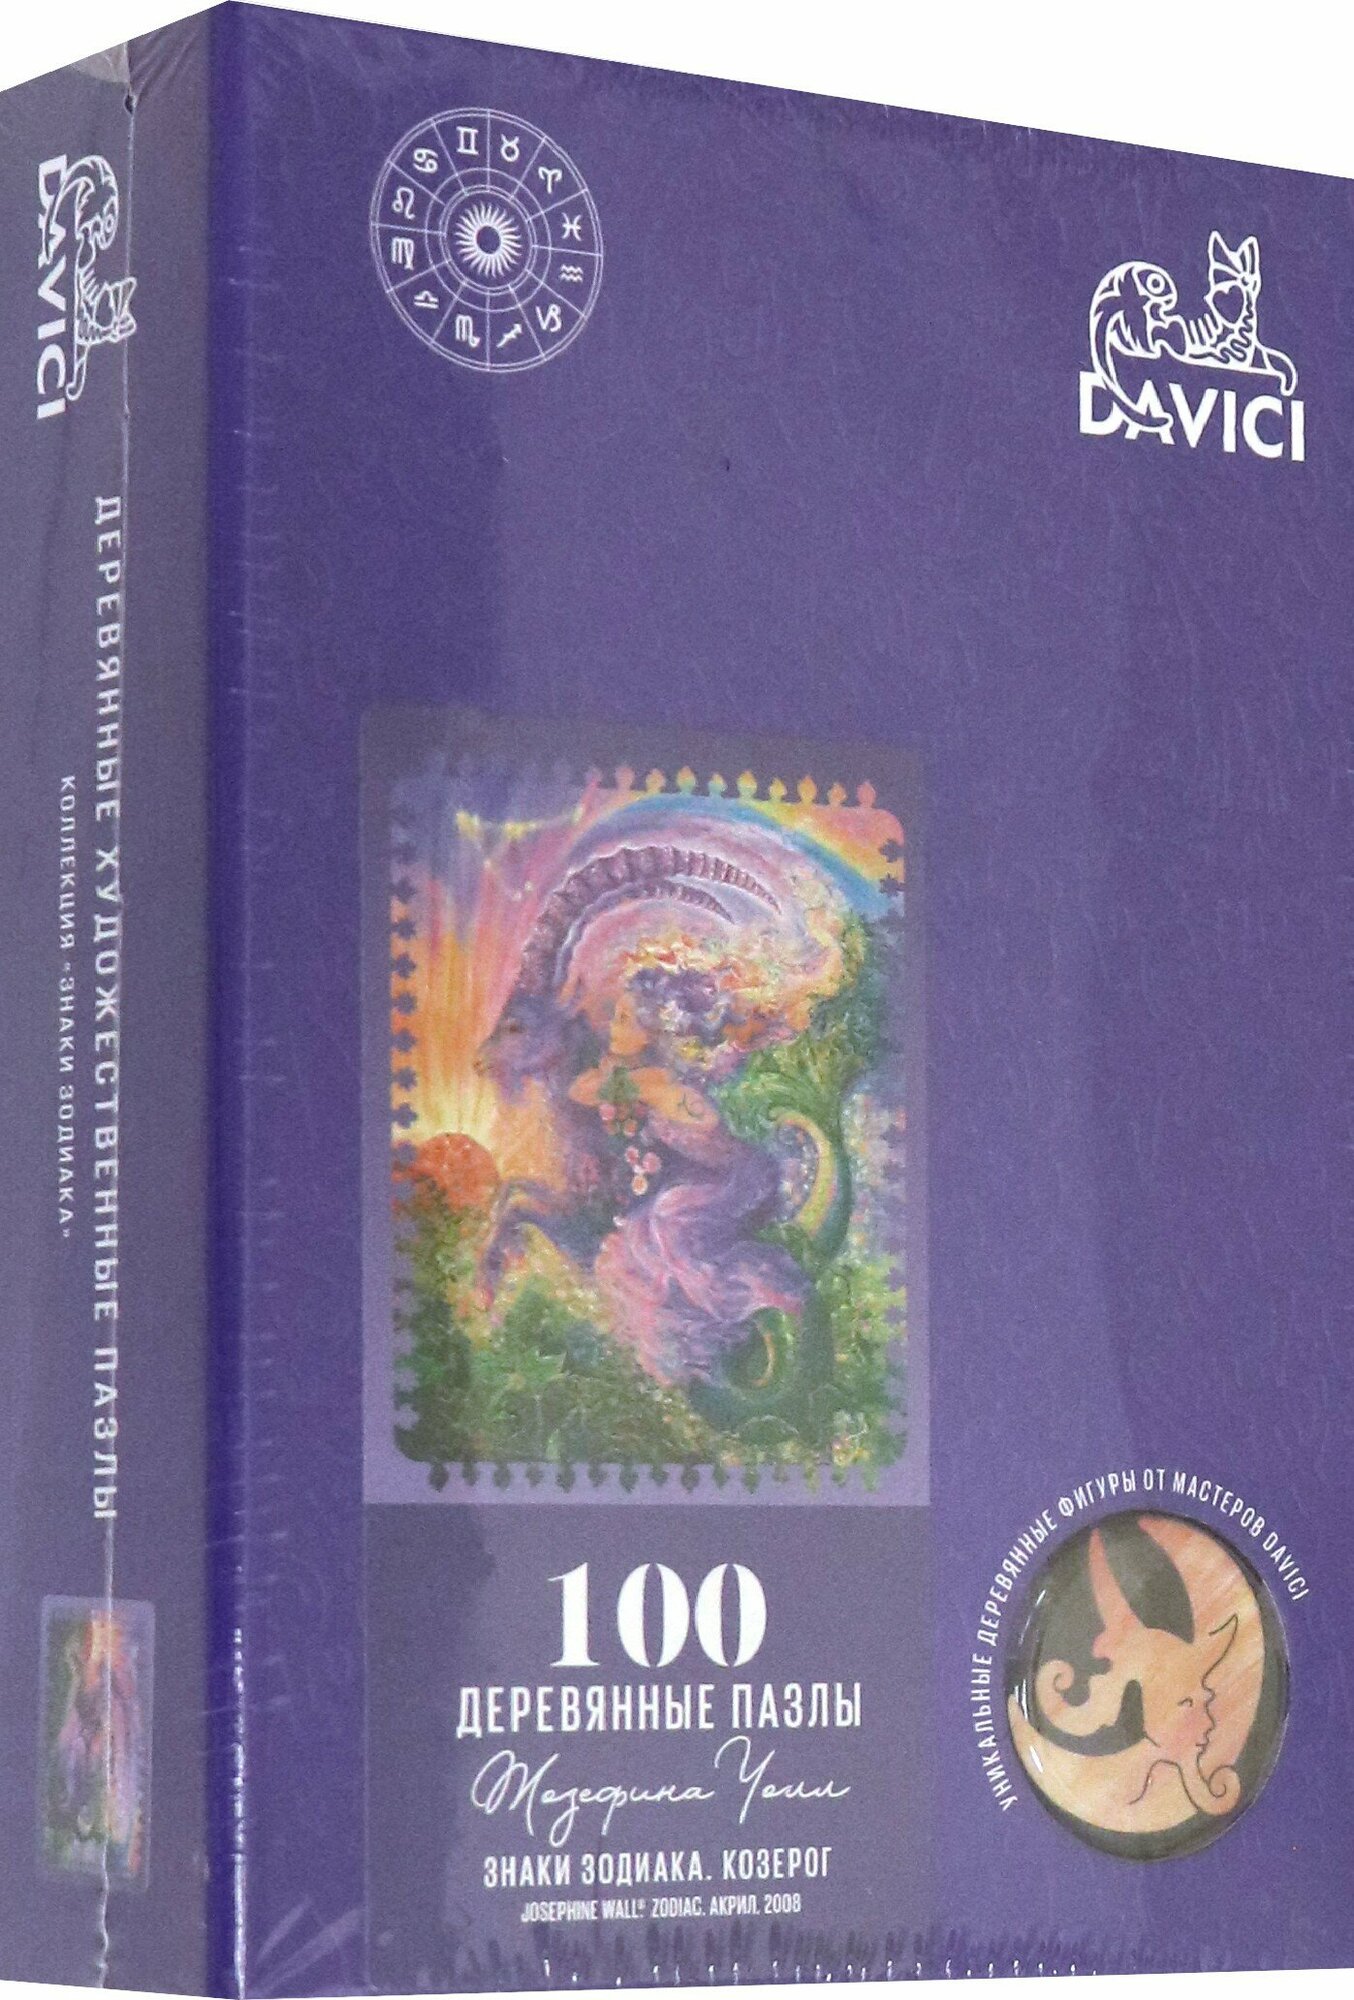 DAVICI
ДЕРЕВЯННЫЕ ХУДОЖЕСТВЕННЫЕ ПАЗЛЫ
КОЛЛЕКЦИЯ «ЗНАКИ ЗОДИАКА»
DAVICI
УНИКАЛЬНЫЕ ДЕРЕВЯННЫЕ ФИГУРЫ ОТ МАСТЕРОВ DAVICI
100
ДЕРЕВЯННЫЕ ПАЗЛЫ
Жозефина Уолл
ЗНАКИ ЗОДИАКА. КОЗЕРОГ
JOSEPHINE WALL® ZODIAC. АКРИЛ, 2008